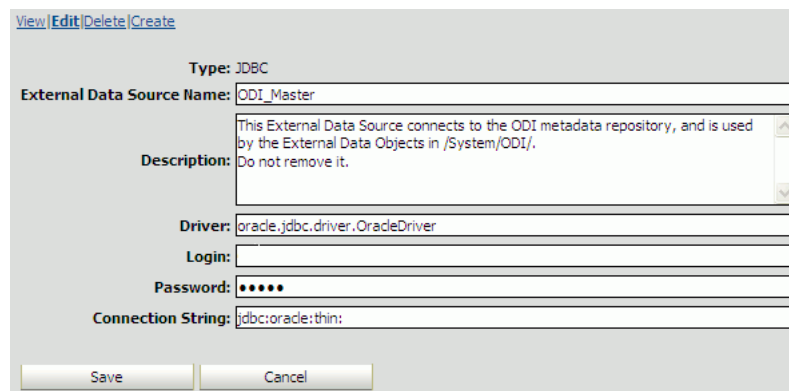 View|Edit|Delete|Create
Type: JDBC
External Data Source Name: ODI_Master
Description: This External Data Source connects to the ODI metadata repository, and is used
by the External Data Objects in /System/ODI/.
Do not remove it.
Driver: oracle.jdbc.driver.OracleDriver
Login:
Password: •••••
Connection String: jdbc:oracle:thin:
Save Cancel